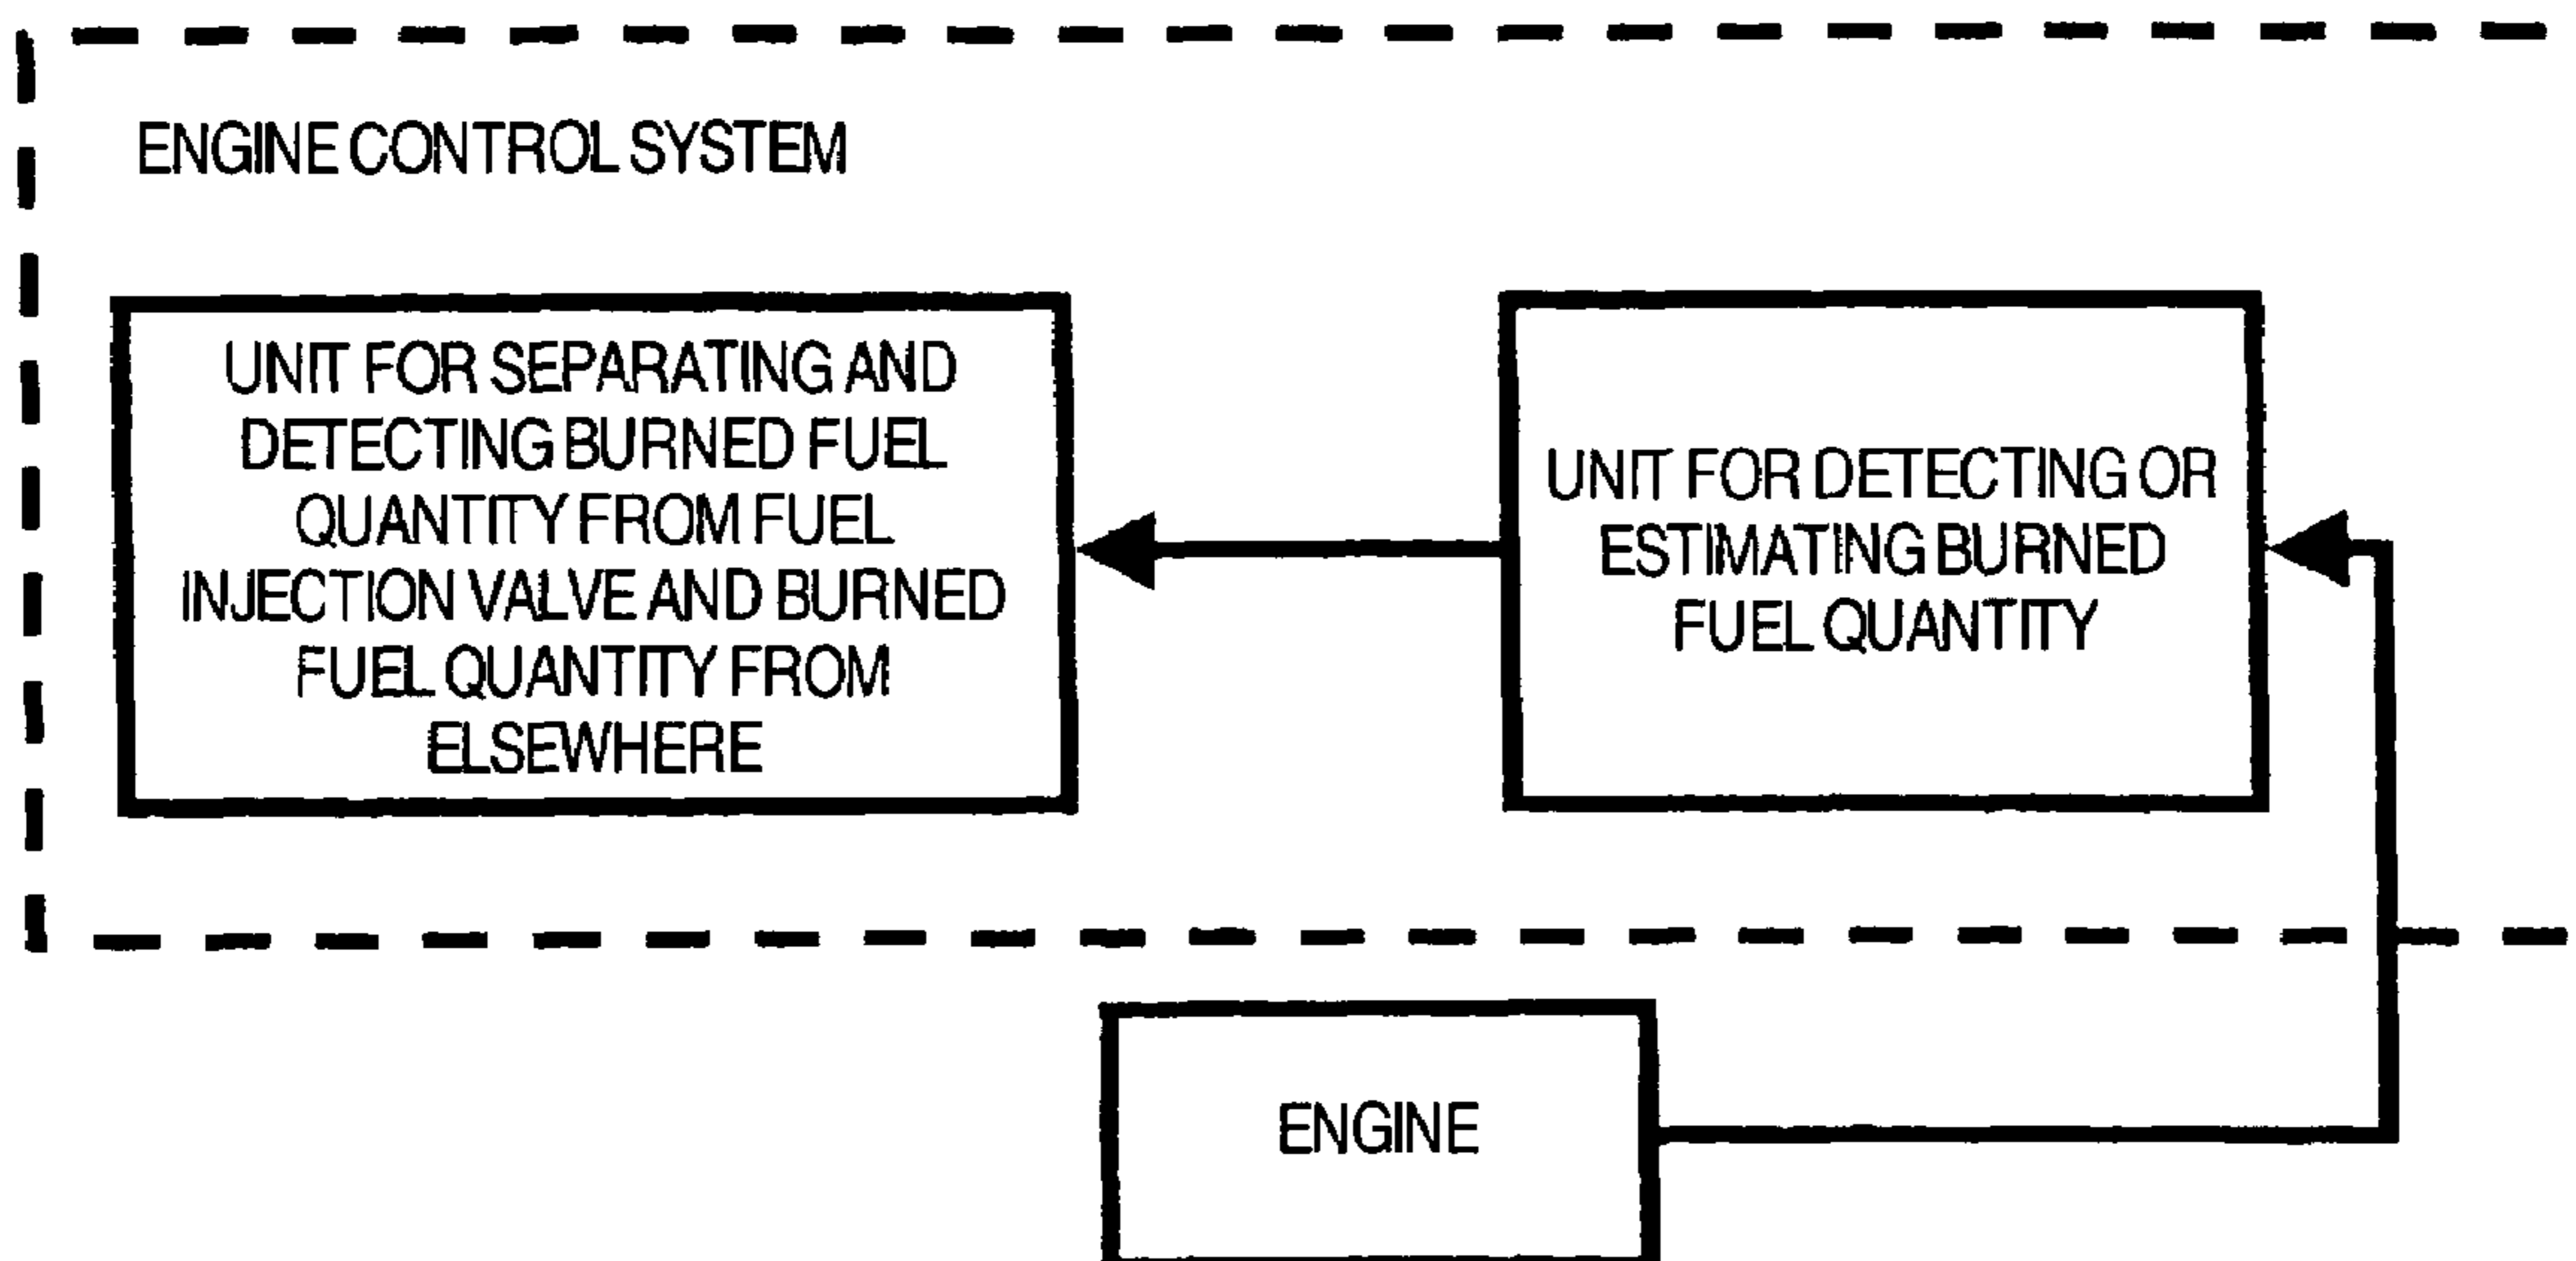 ENGINE CONTROL SYSTEM
UNIT FOR SEPARATING AND
DETECTING BURNED FUEL
QUANTITY FROM FUEL
INJECTION VALVE AND BURNED
FUEL QUANTITY FROM
ELSEWHERE
UNIT FOR DETECTING OR
ESTIMATING BURNED
FUEL QUANTITY
ENGINE